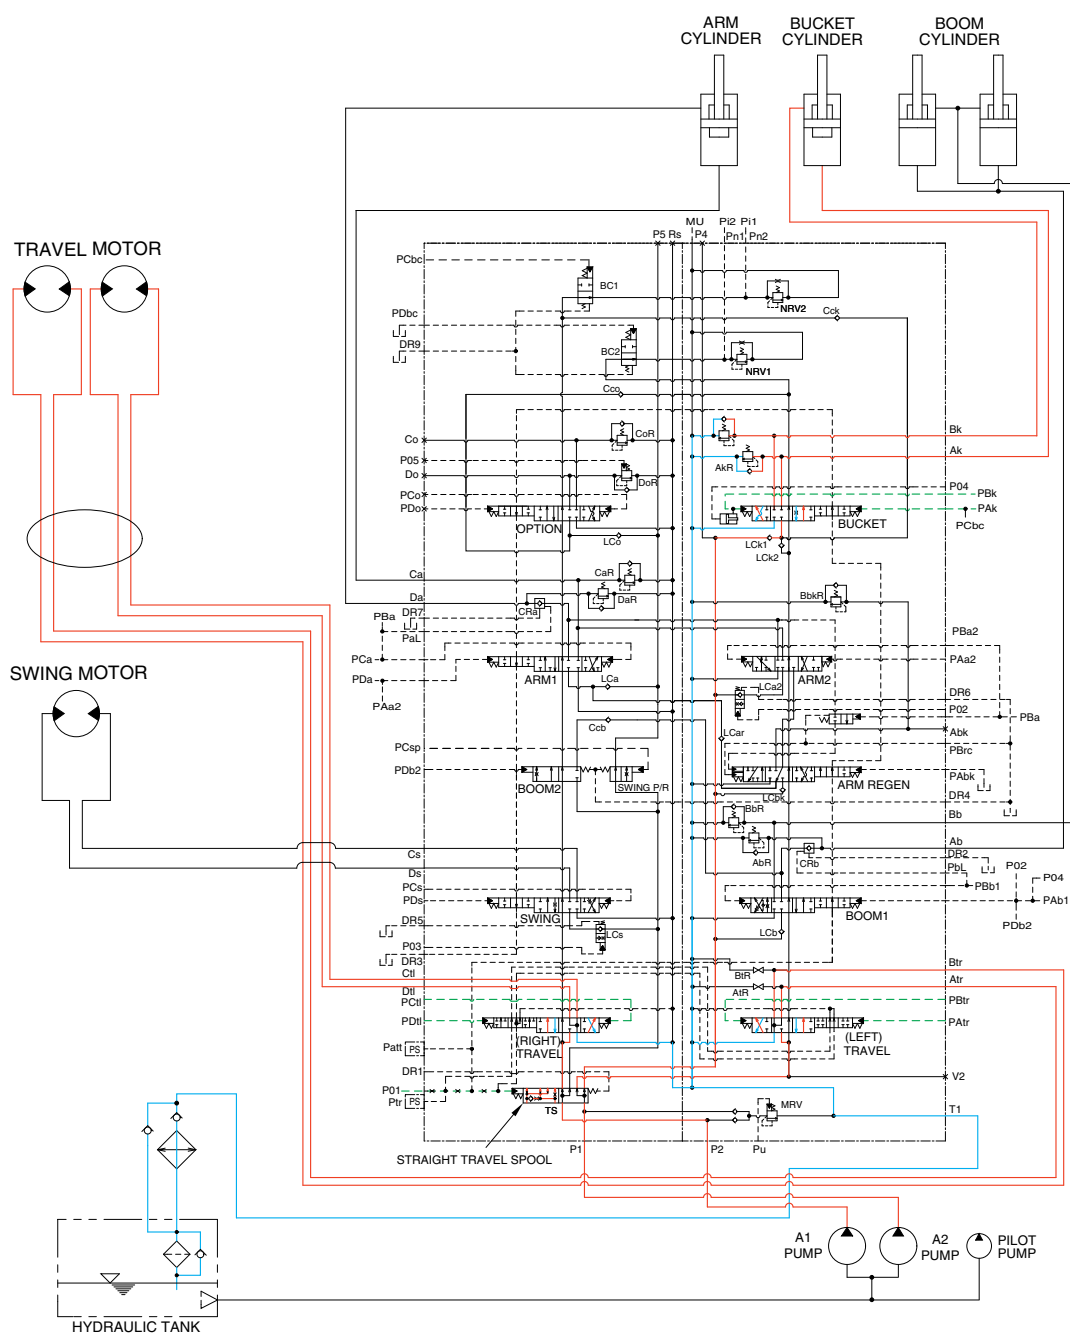 ARM
CYLINDER
BUCKET
CYLINDER
BOOM
CYLINDER
TRAVEL MOTOR
SWING MOTOR
P5 Rs
MU
P4
Pi2 Pi1
Pn1 Pn2
PCbc
BC1
NRV2
Cck
PDbc
DR9
BC2
NRV1
Cco
Co
CoR
Bk
P05
Do
DoR
AkR
Ak
PCo
PDo
OPTION
P04
PBk
PAk
PCbc
BUCKET
LCo
LCk1
LCk2
Ca
CaR
Da
DaR
CRa
BbkR
PBa
DR7
PaL
PCa
PDa
PAa2
ARM1
LCa
PBa2
PAa2
ARM2
LCa2
DR6
P02
PBa
Ccb
LCar
Abk
PCsp
PDb2
BOOM2
SWING P/R
PBrc
PAbk
ARM REGEN
LCbk
DR4
BbR
Bb
Ab
AbR
CRb
DR2
PbL
P02
P04
PBb1
PAb1
PDb2
BOOM1
LCb
Cs
Ds
PCs
PDs
SWING
DR5
LCs
P03
DR3
Ctl
Dtl
PCtl
PDtl
(RIGHT)
TRAVEL
BtR
AtR
Btr
Atr
PBtr
PAtr
(LEFT)
TRAVEL
Patt
PS
DR1
P01
Ptr
PS
TS
V2
MRV
T1
STRAIGHT TRAVEL SPOOL
P1
P2
Pu
A1
PUMP
A2
PUMP
PILOT
PUMP
HYDRAULIC TANK